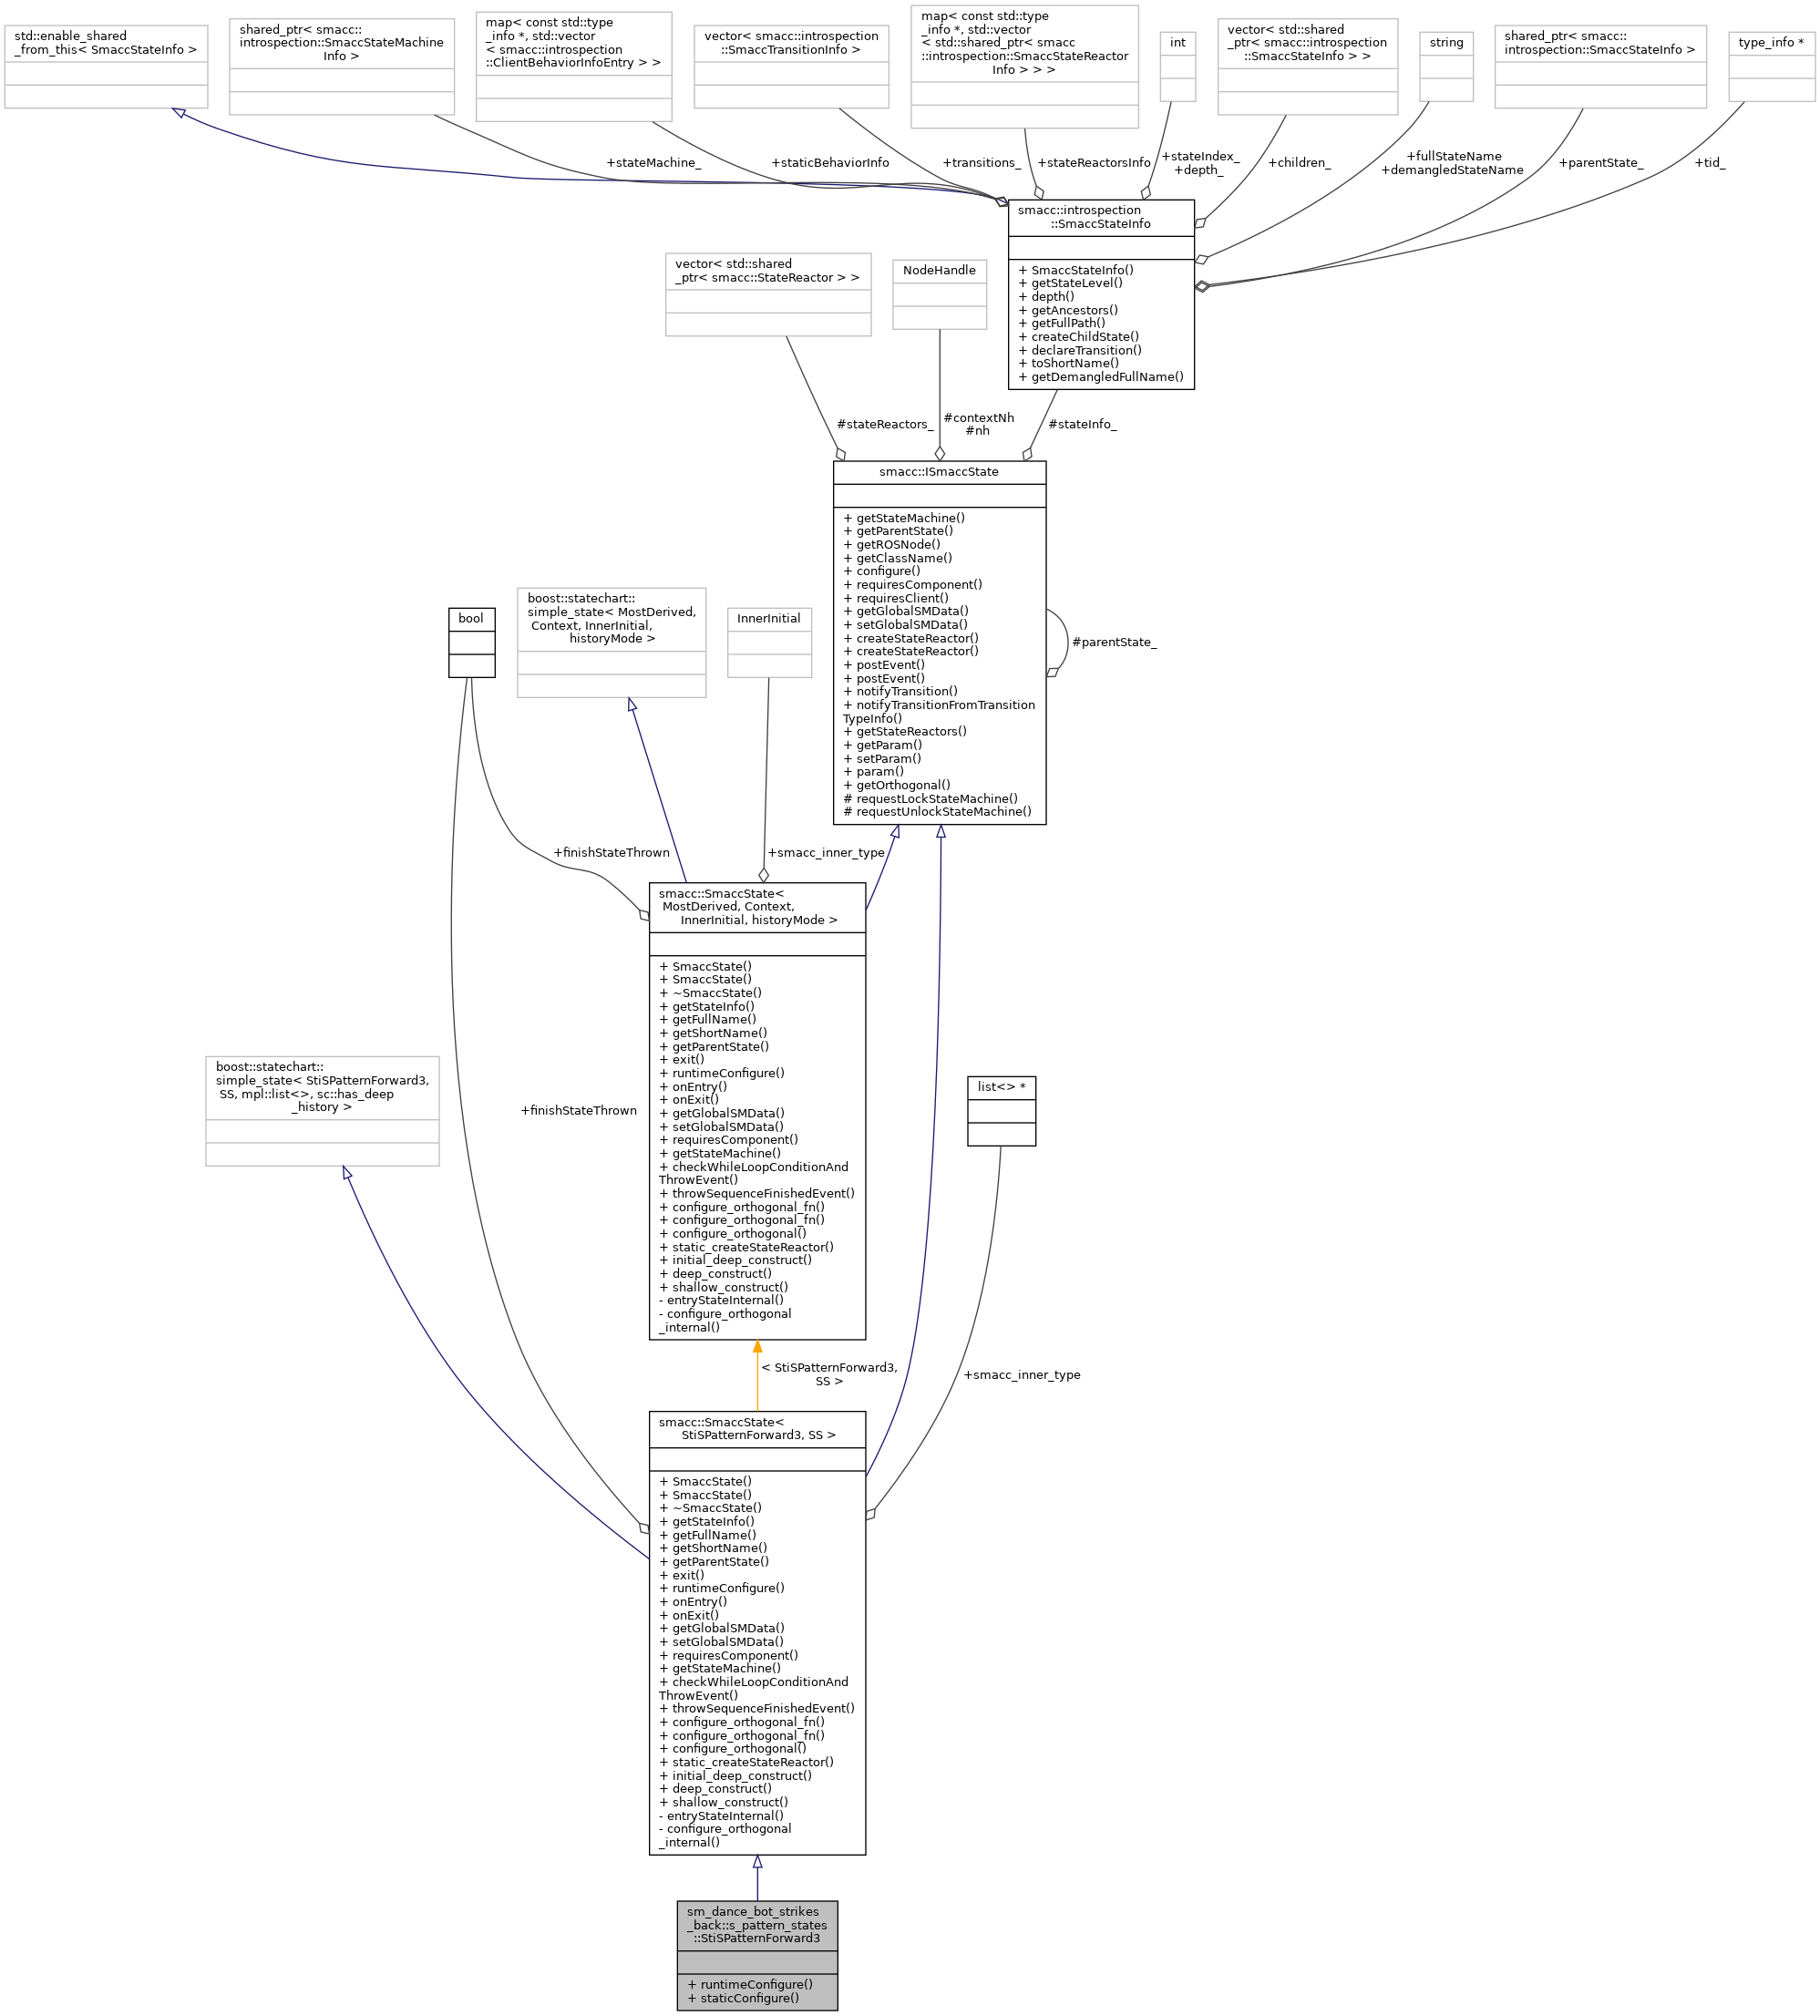 std::enable_shared
_from_this< SmaccStateInfo >
shared_ptr< smacc::
introspection::SmaccStateMachine
Info >
map< const std::type
_info *, std::vector
< smacc::introspection
::ClientBehaviorInfoEntry > >
vector< smacc::introspection
::SmaccTransitionInfo >
map< const std::type
_info *, std::vector
< std::shared_ptr< smacc
::introspection::SmaccStateReactor
Info > > >
int
vector< std::shared
_ptr< smacc::introspection
::SmaccStateInfo > >
string
shared_ptr< smacc::
introspection::SmaccStateInfo >
type_info *
+stateMachine_
+staticBehaviorInfo
+transitions_
+stateReactorsInfo
+stateIndex_
+depth_
+children_
+fullStateName
+demangledStateName
+parentState_
+tid_
smacc::introspection
::SmaccStateInfo
+ SmaccStateInfo()
+ getStateLevel()
+ depth()
+ getAncestors()
+ getFullPath()
+ createChildState()
+ declareTransition()
+ toShortName()
+ getDemangledFullName()
vector< std::shared
_ptr< smacc::StateReactor > >
NodeHandle
#stateReactors_
#contextNh
#nh
#stateInfo_
smacc::ISmaccState
+ getStateMachine()
+ getParentState()
+ getROSNode()
+ getClassName()
+ configure()
+ requiresComponent()
+ requiresClient()
+ getGlobalSMData()
+ setGlobalSMData()
+ createStateReactor()
+ createStateReactor()
+ postEvent()
+ postEvent()
+ notifyTransition()
+ notifyTransitionFromTransition
TypeInfo()
+ getStateReactors()
+ getParam()
+ setParam()
+ param()
+ getOrthogonal()
# requestLockStateMachine()
# requestUnlockStateMachine()
#parentState_
bool
boost::statechart::
simple_state< MostDerived,
Context, InnerInitial,
historyMode >
InnerInitial
+finishStateThrown
+smacc_inner_type
smacc::SmaccState<
MostDerived, Context,
InnerInitial, historyMode >
+ SmaccState()
+ SmaccState()
+ ~SmaccState()
+ getStateInfo()
+ getFullName()
+ getShortName()
+ getParentState()
+ exit()
+ runtimeConfigure()
+ onEntry()
+ onExit()
+ getGlobalSMData()
+ setGlobalSMData()
+ requiresComponent()
+ getStateMachine()
+ checkWhileLoopConditionAnd
ThrowEvent()
+ throwSequenceFinishedEvent()
+ configure_orthogonal_fn()
+ configure_orthogonal_fn()
+ configure_orthogonal()
+ static_createStateReactor()
+ initial_deep_construct()
+ deep_construct()
+ shallow_construct()
- entryStateInternal()
- configure_orthogonal
_internal()
boost::statechart::
simple_state< StiSPatternForward3,
SS, mpl::list<>, sc::has_deep
_history >
+finishStateThrown
list<> *
< StiSPatternForward3,
SS >
+smacc_inner_type
smacc::SmaccState<
StiSPatternForward3, SS >
+ SmaccState()
+ SmaccState()
+ ~SmaccState()
+ getStateInfo()
+ getFullName()
+ getShortName()
+ getParentState()
+ exit()
+ runtimeConfigure()
+ onEntry()
+ onExit()
+ getGlobalSMData()
+ setGlobalSMData()
+ requiresComponent()
+ getStateMachine()
+ checkWhileLoopConditionAnd
ThrowEvent()
+ throwSequenceFinishedEvent()
+ configure_orthogonal_fn()
+ configure_orthogonal_fn()
+ configure_orthogonal()
+ static_createStateReactor()
+ initial_deep_construct()
+ deep_construct()
+ shallow_construct()
- entryStateInternal()
- configure_orthogonal
_internal()
sm_dance_bot_strikes
_back::s_pattern_states
::StiSPatternForward3
+ runtimeConfigure()
+ staticConfigure()